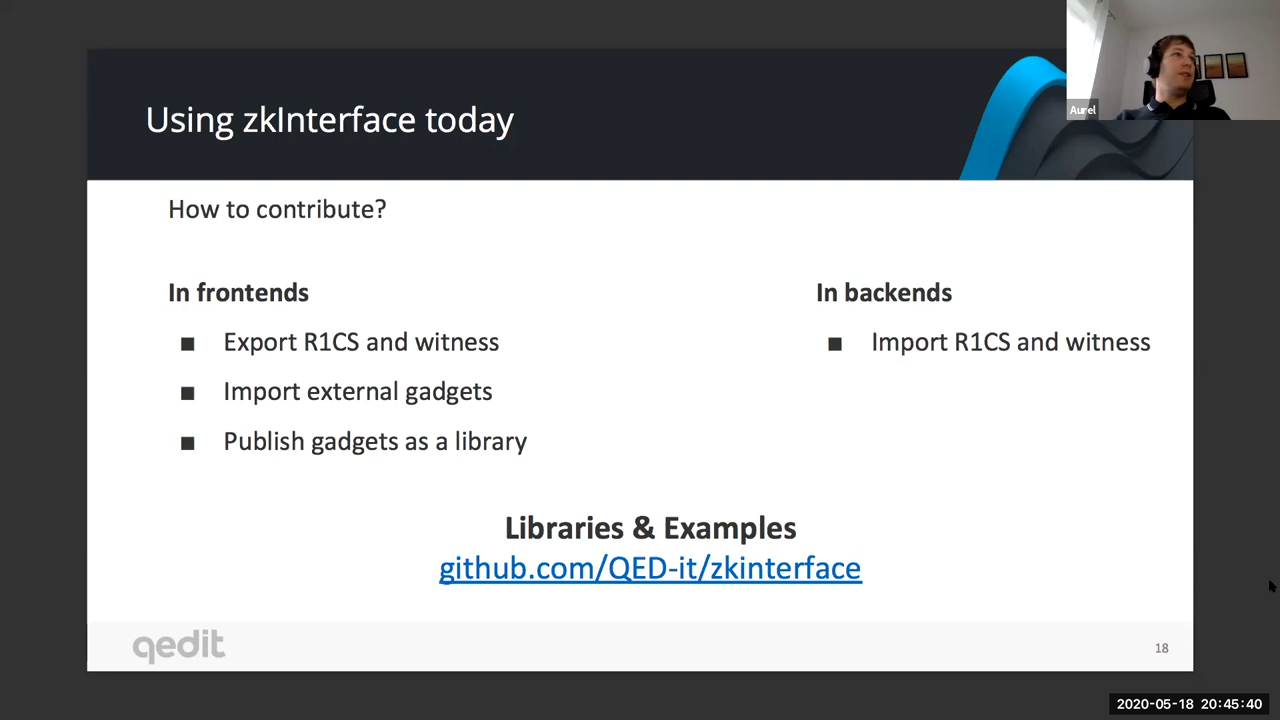 Using zkInterface today
Aurel
How to contribute?
In frontends
■ Export R1CS and witness
■ Import external gadgets
■ Publish gadgets as a library
In backends
■ Import R1CS and witness
Libraries & Examples
github.com/QED-it/zkinterface
qedit
18
2020-05-18 20:45:40